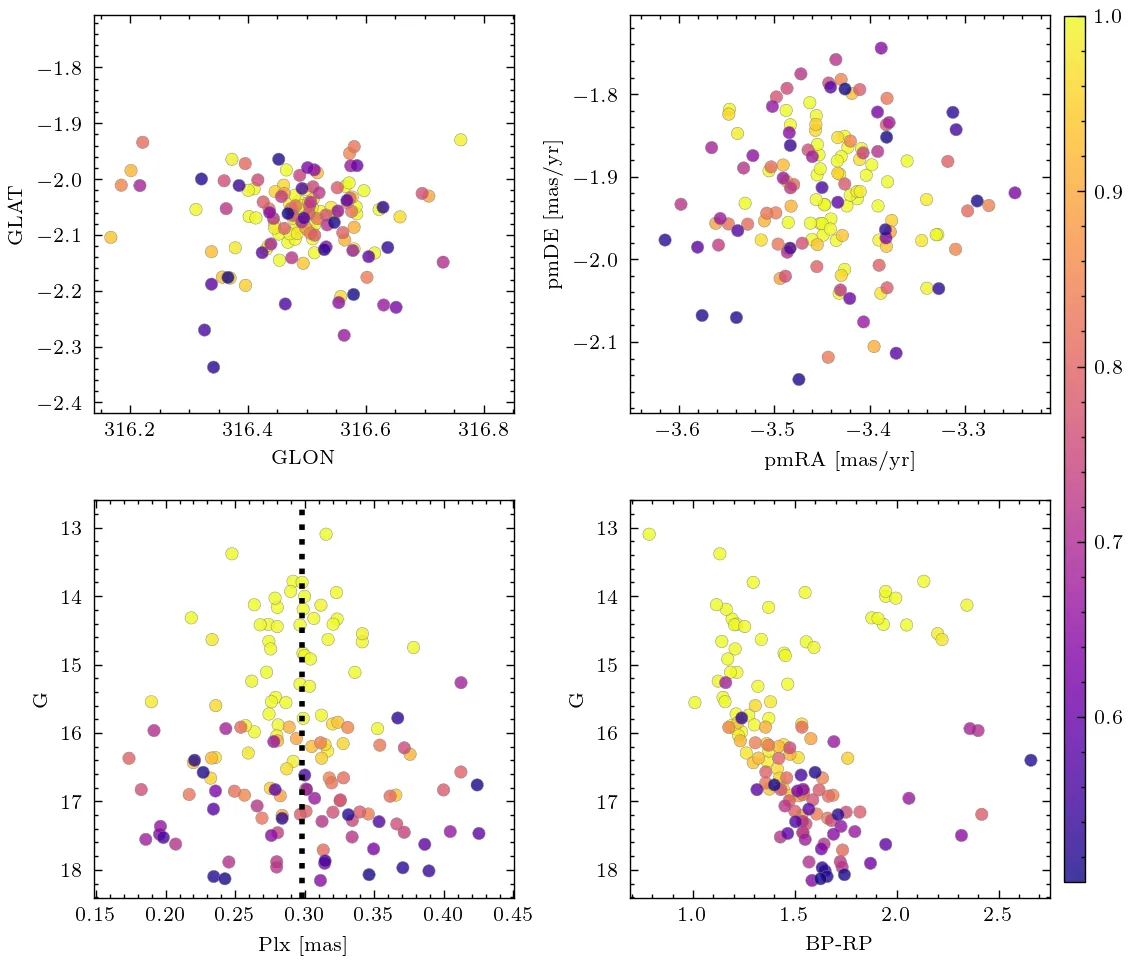 −1.8
−1.9
−2.0
−2.1
−2.2
−2.3
−2.4
GLAT
316.2 316.4 316.6 316.8
GLON
−1.8
−1.9
−2.0
−2.1
pmDE [mas/yr]
−3.6 −3.5 −3.4 −3.3
pmRA [mas/yr]
1.0
0.9
0.8
0.7
0.6
13
14
15
16
17
18
G
0.15 0.20 0.25 0.30 0.35 0.40 0.45
Plx [mas]
13
14
15
16
17
18
G
1.0 1.5 2.0 2.5
BP-RP